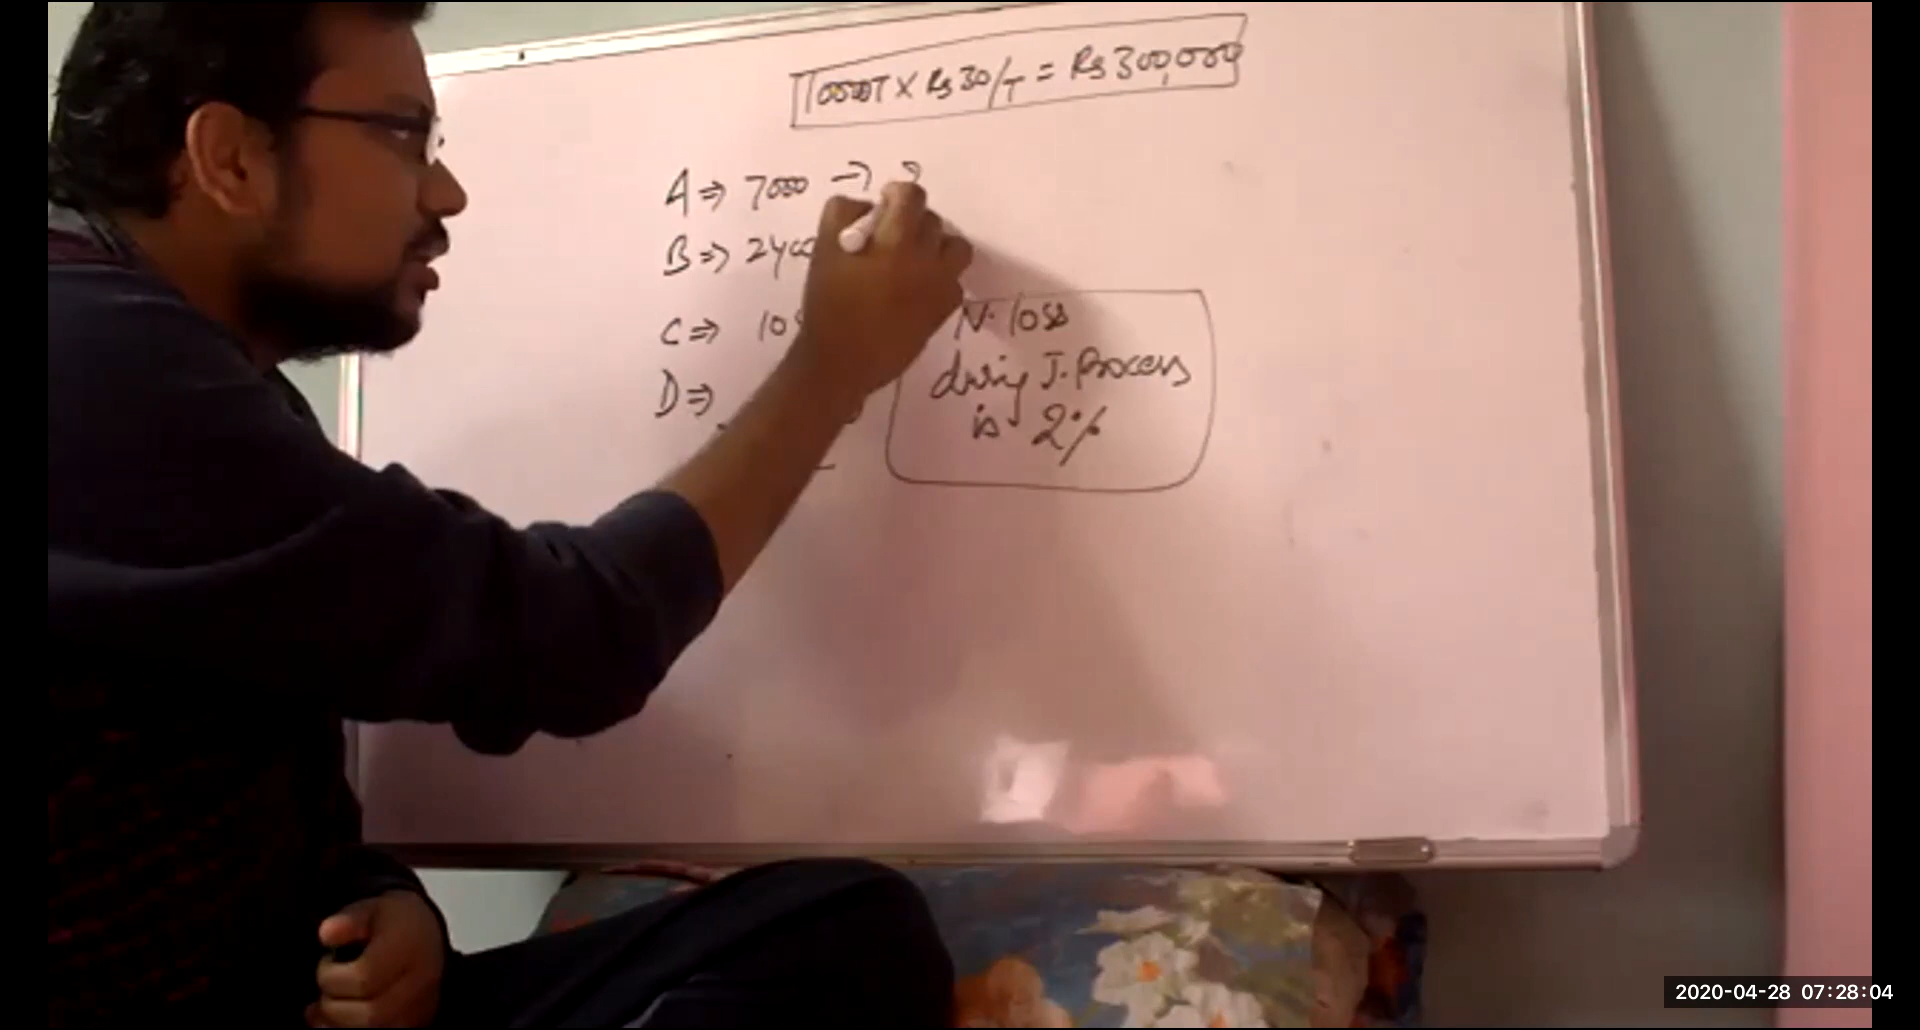 10000T × Rs 30/T = Rs 300,000
A ⇒ 7000 →
B ⇒ 2400
C ⇒ 10
D ⇒
N. loss
during J. Process
is 2%
2020-04-28 07:28:04